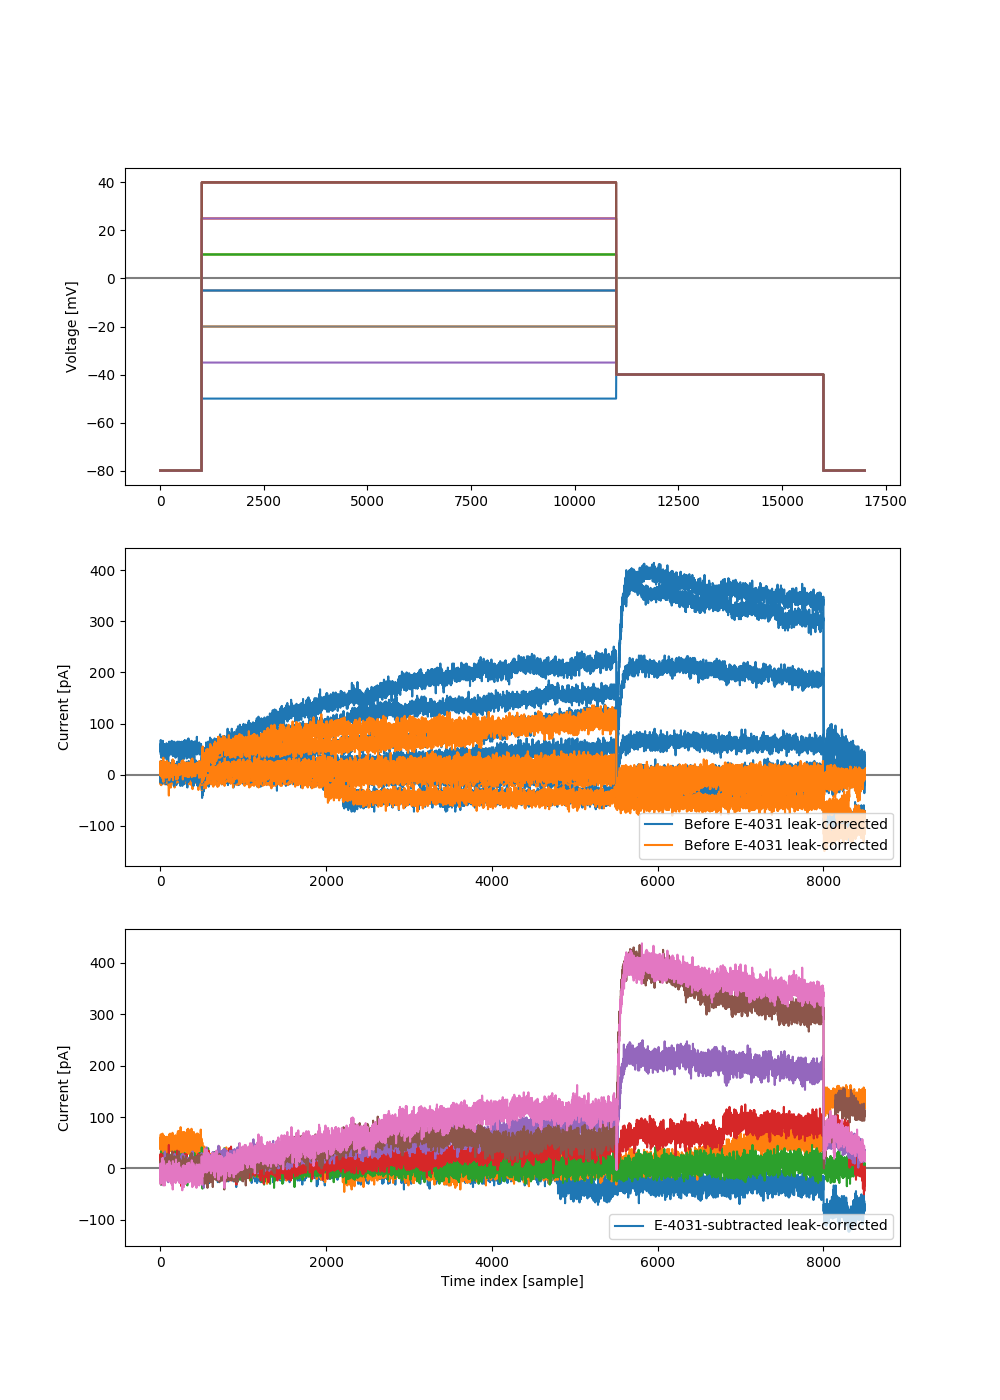 40
20
0
−20
−40
−60
−80
Voltage [mV]
0 2500 5000 7500 10000 12500 15000 17500
400
300
200
100
0
−100
Current [pA]
Before E-4031 leak-corrected
Before E-4031 leak-corrected
0 2000 4000 6000 8000
400
300
200
100
0
−100
Current [pA]
E-4031-subtracted leak-corrected
0 2000 4000 6000 8000
Time index [sample]